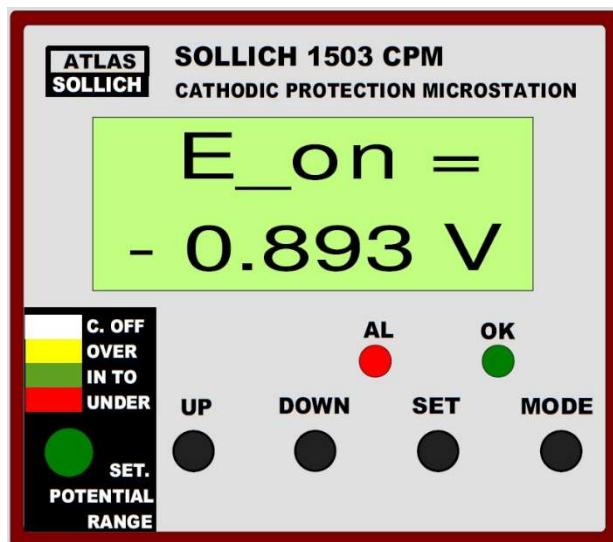 ATLAS
SOLLICH
SOLLICH 1503 CPM
CATHODIC PROTECTION MICROSTATION
E_on =
- 0.893 V
C. OFF
OVER
IN TO
UNDER
AL
OK
UP
DOWN
SET
MODE
SET.
POTENTIAL
RANGE